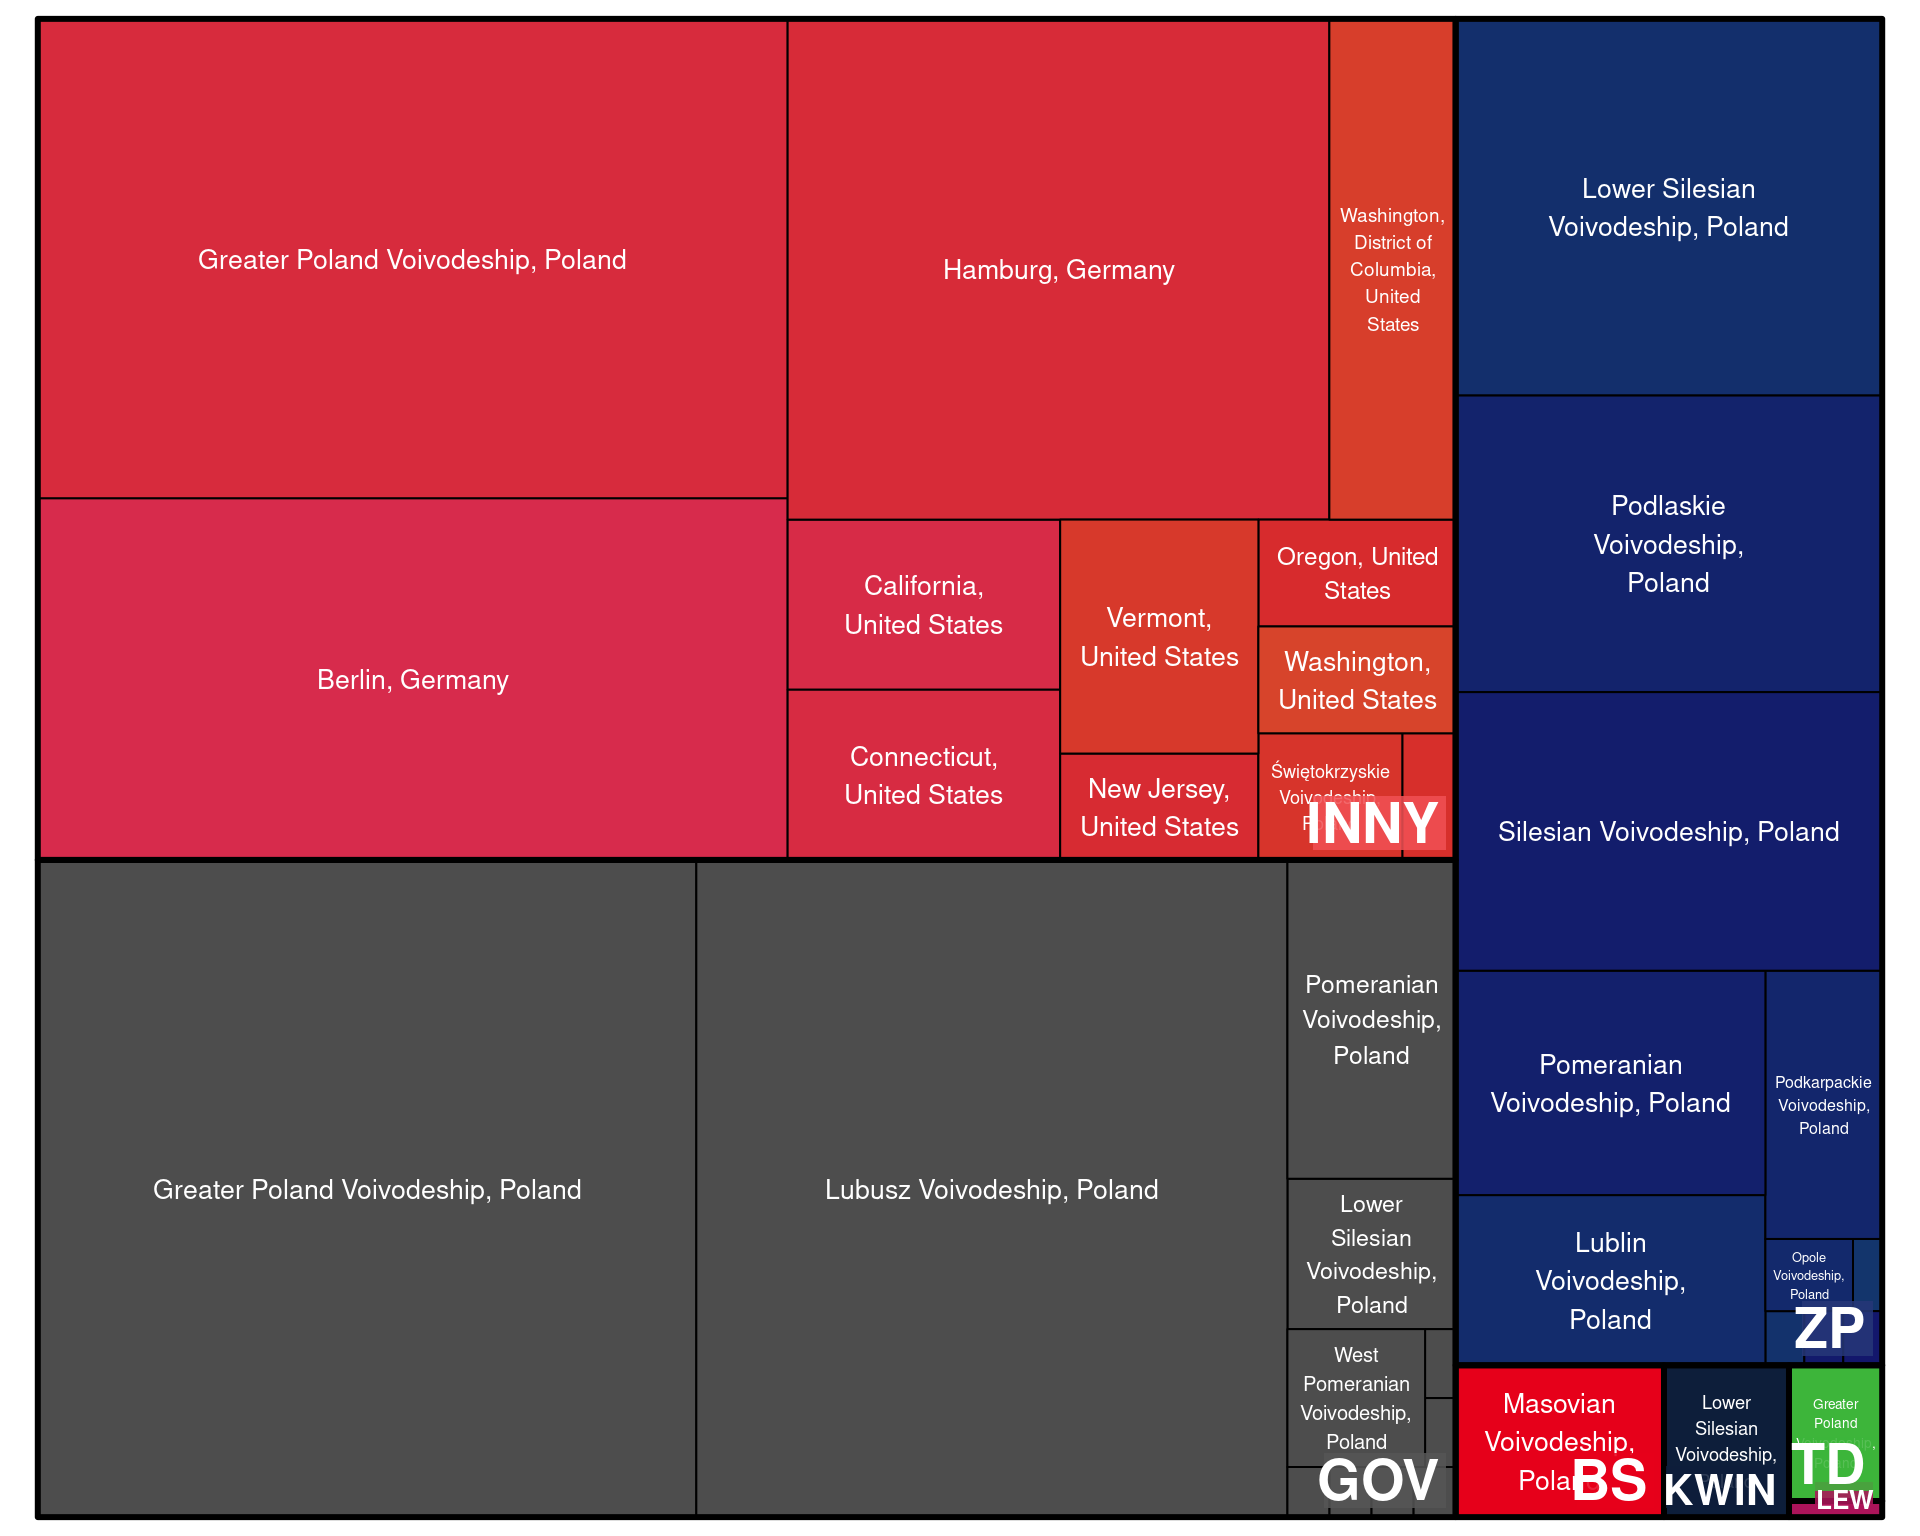 Greater Poland Voivodeship, Poland
Hamburg, Germany
Washington,
District of
Columbia,
United
States
Berlin, Germany
California,
United States
Connecticut,
United States
Vermont,
United States
New Jersey,
United States
Oregon, United
States
Washington,
United States
Świętokrzyskie
Voivodeship,
INNY
Greater Poland Voivodeship, Poland
Lubusz Voivodeship, Poland
Pomeranian
Voivodeship,
Poland
Lower
Silesian
Voivodeship,
Poland
West
Pomeranian
Voivodeship,
Poland
GOV
Lower Silesian
Voivodeship, Poland
Podlaskie
Voivodeship,
Poland
Silesian Voivodeship, Poland
Pomeranian
Voivodeship, Poland
Podkarpackie
Voivodeship,
Poland
Lublin
Voivodeship,
Poland
Opole
Voivodeship,
Poland
ZP
Masovian
Voivodeship,
Poland
BS
Lower
Silesian
Voivodeship,
KWIN
Greater
Poland
TD
LEW